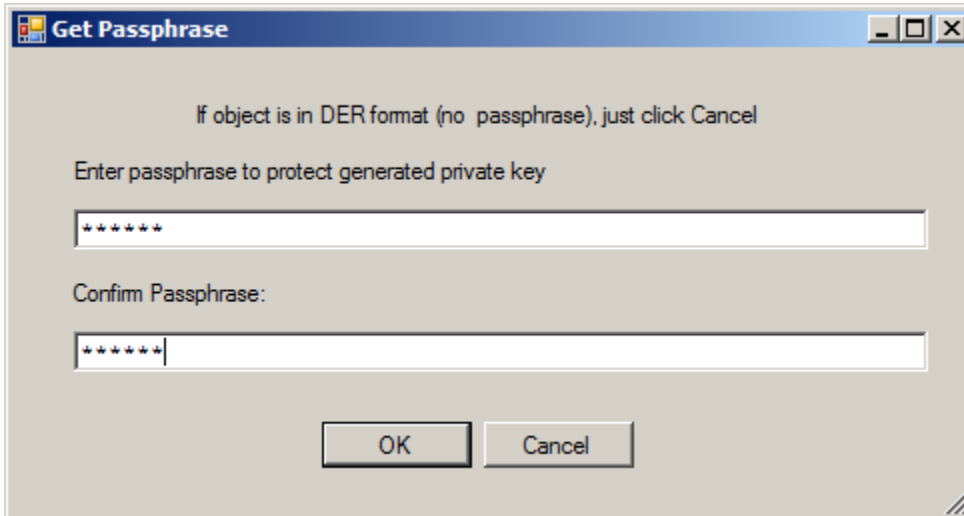 Get Passphrase
If object is in DER format (no  passphrase), just click Cancel
Enter passphrase to protect generated private key
******
Confirm Passphrase:
******
OK Cancel